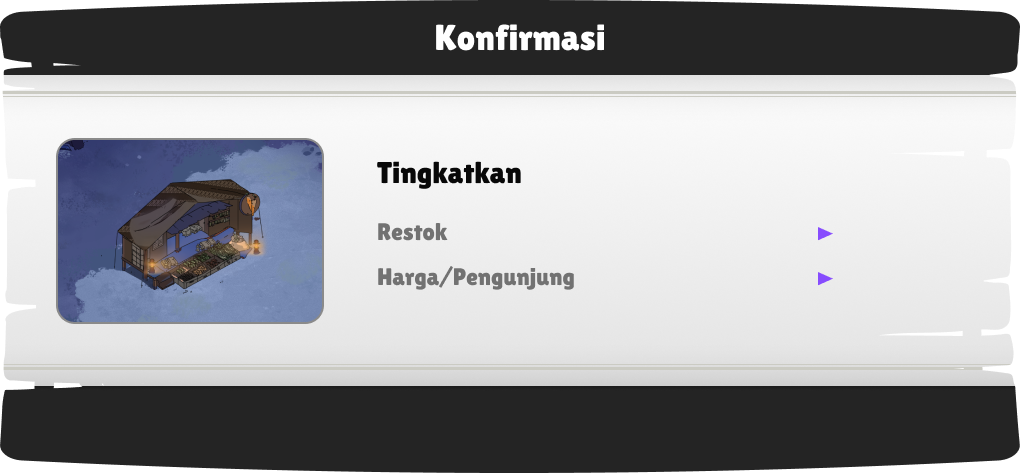 Konfirmasi
Tingkatkan
Restok
Harga/Pengunjung